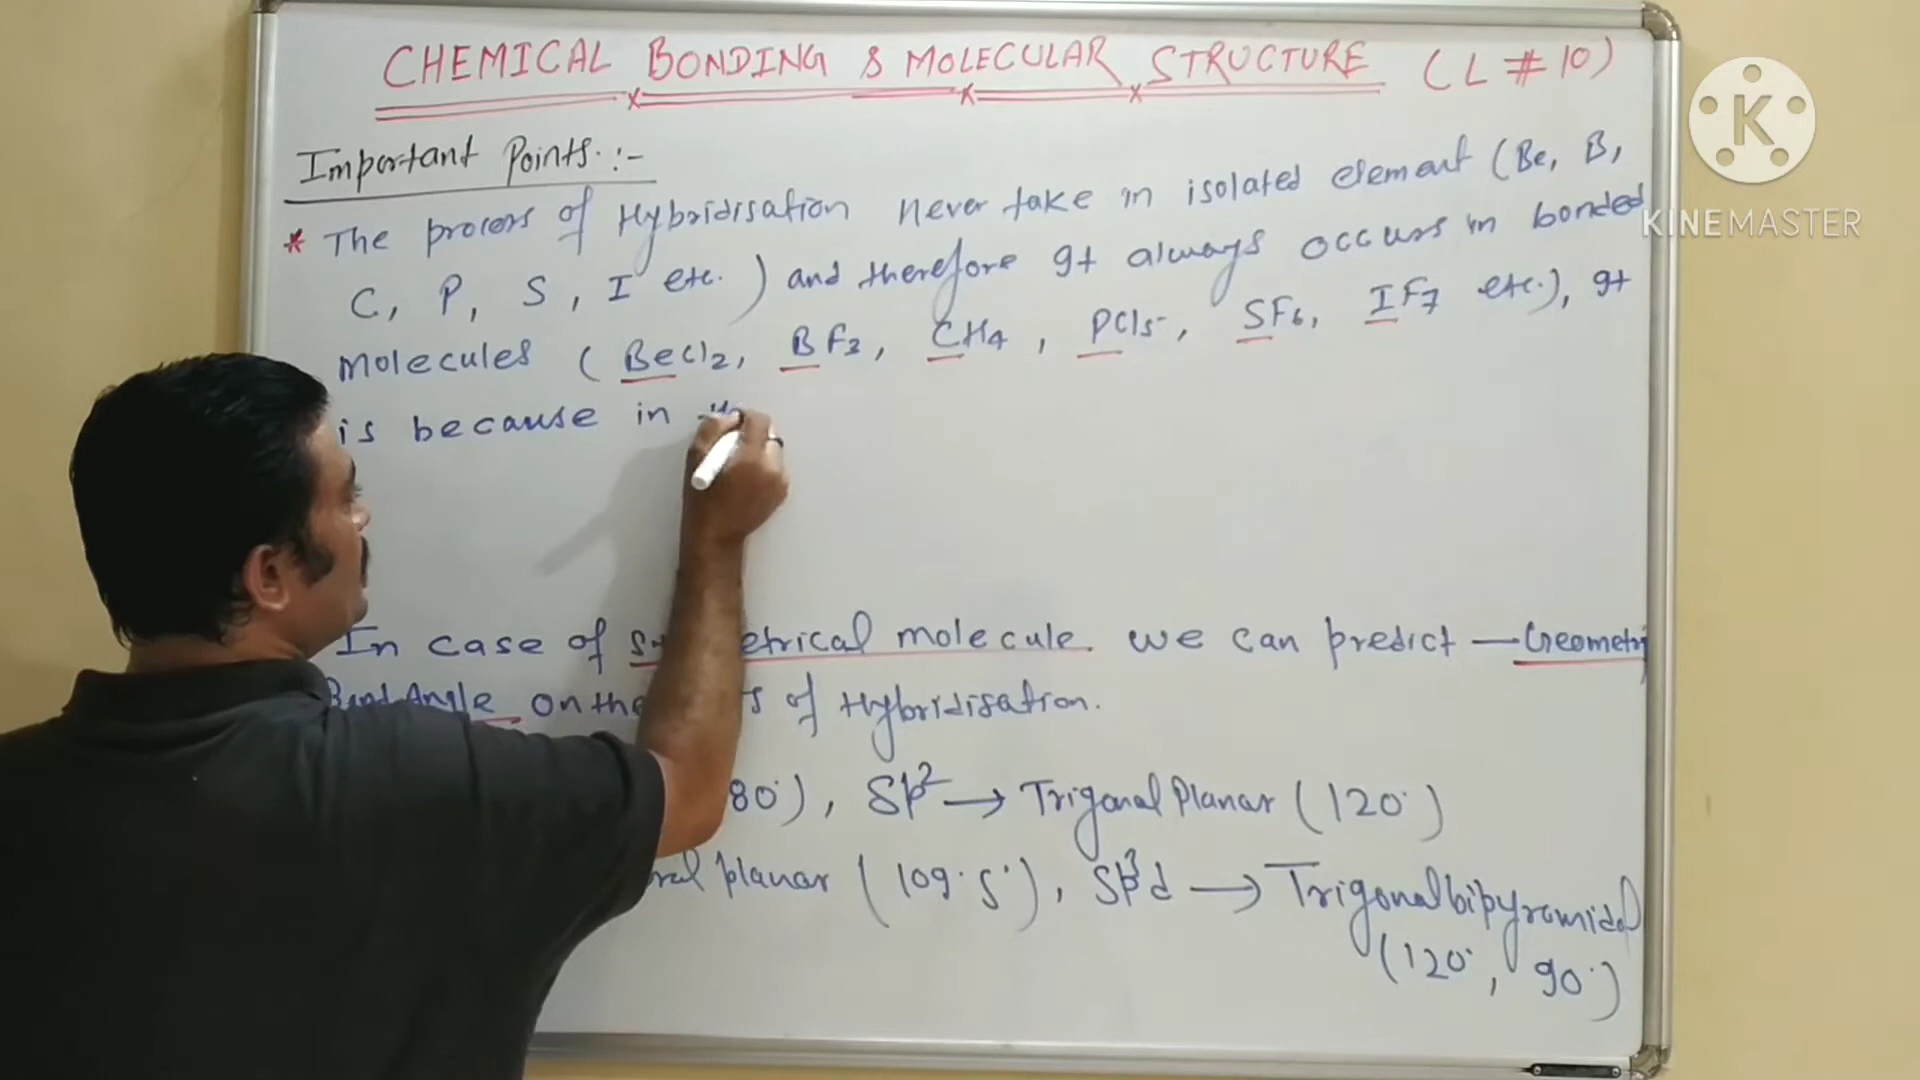 CHEMICAL BONDING & MOLECULAR STRUCTURE (L # 10)
Important Points :-
* The process of Hybridisation never take in isolated element (Be, B,
C, P, S, I etc.) and therefore It always occurs in bonded
molecules (BeCl2, BF3, CH4, PCl5, SF6, IF7 etc.), It
is because in
In case of molecule we can predict — Geometry
Bond Angle on the of Hybridisation.
80°), Sp2 → Trigonal Planar (120°)
planar (109.5°), Sp3d → Trigonal bipyramidal
(120°, 90°)
K
KINEMASTER